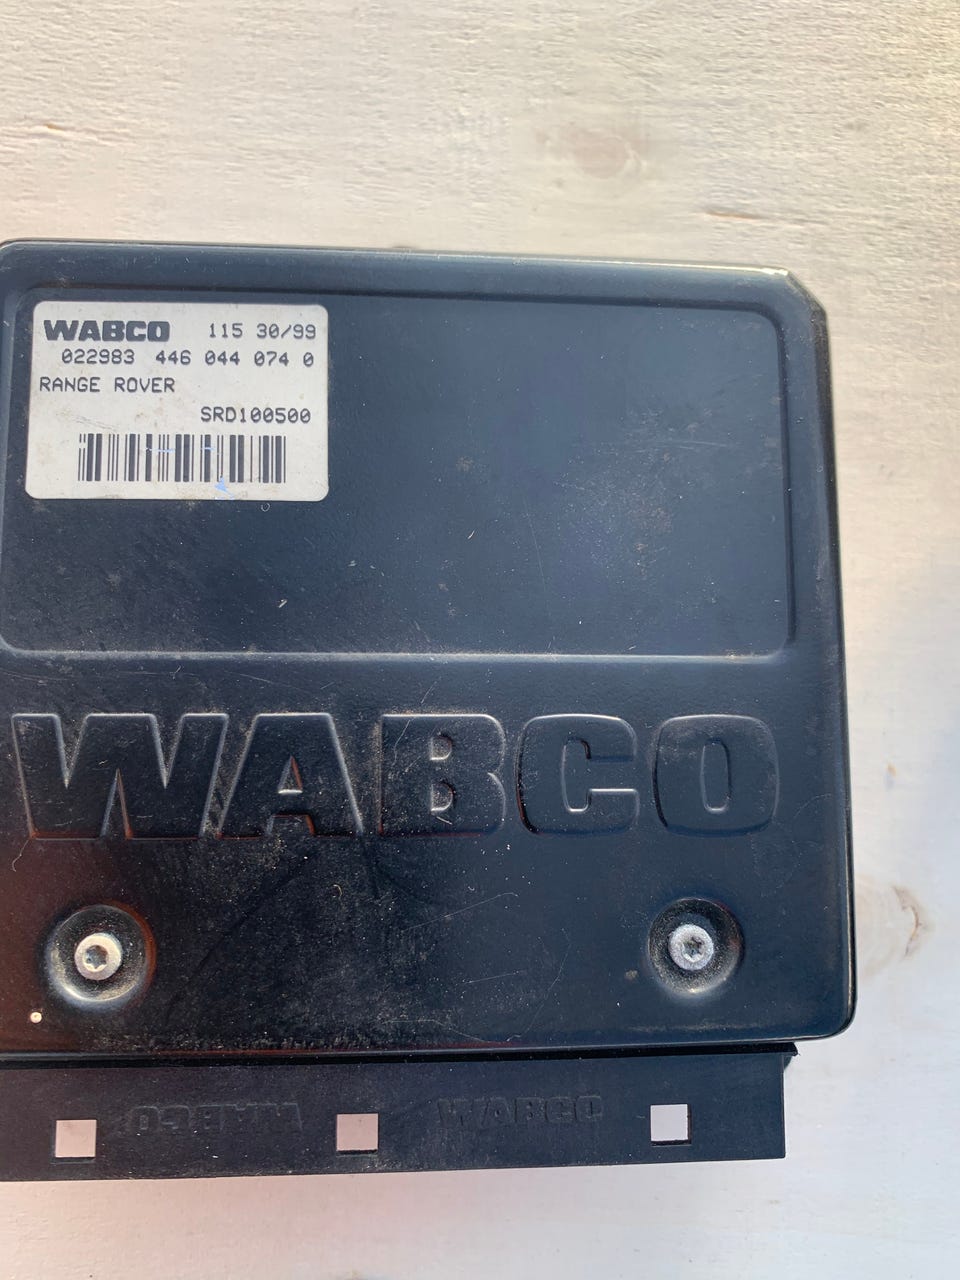 WABCO 115 30/99
022983 446 044 074 0
RANGE ROVER
SRD100500
WABCO
WABCO WABCO